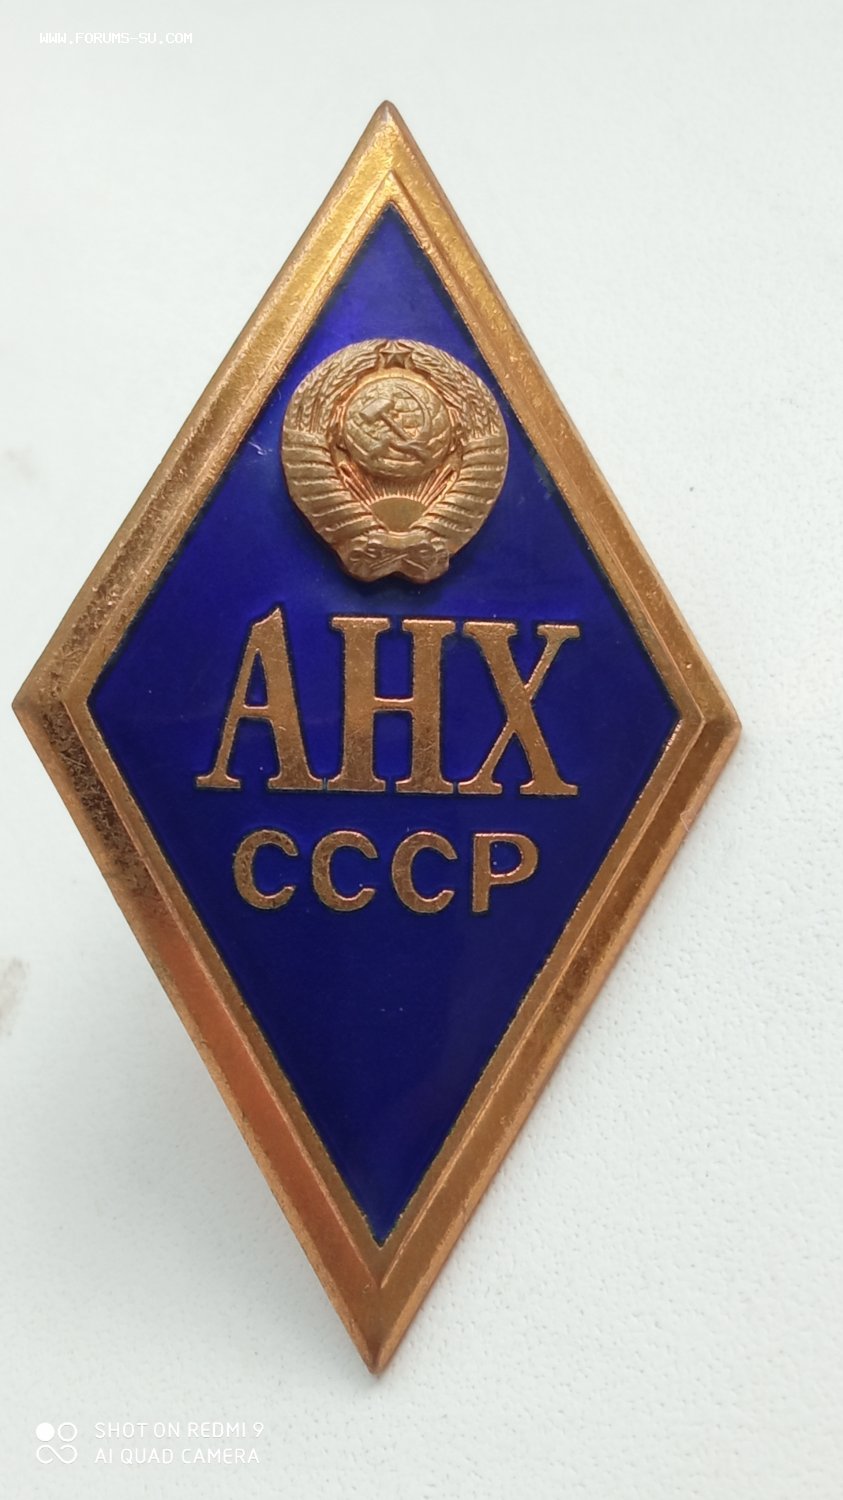 WWW.FORUMS-SU.COM
АНХ
СССР
SHOT ON REDMI 9
AI QUAD CAMERA